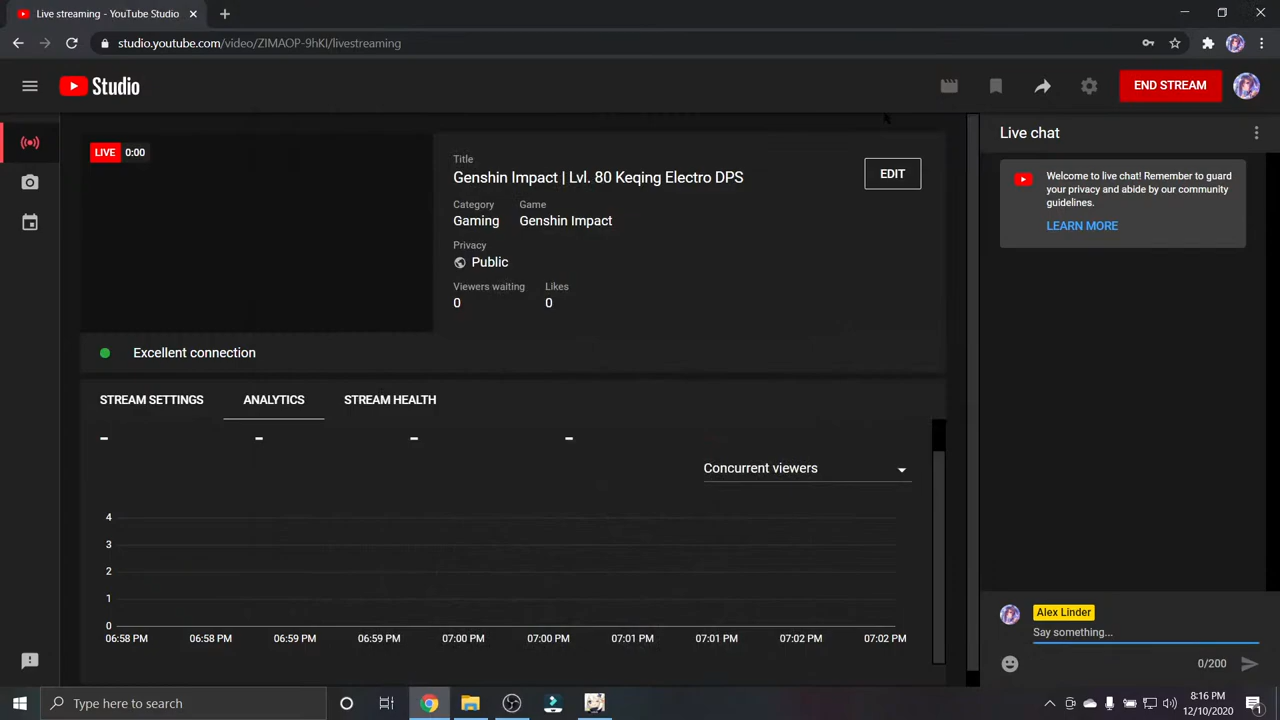 Live streaming - YouTube Studio
studio.youtube.com/video/ZIMAOP-9hKI/livestreaming
Studio
END STREAM
LIVE 0:00
Title
Genshin Impact | Lvl. 80 Keqing Electro DPS
EDIT
Category Game
Gaming Genshin Impact
Privacy
Public
Viewers waiting Likes
0 0
Excellent connection
STREAM SETTINGS ANALYTICS STREAM HEALTH
– – – –
Concurrent viewers
4
3
2
1
0
06:58 PM 06:58 PM 06:59 PM 06:59 PM 07:00 PM 07:00 PM 07:01 PM 07:01 PM 07:02 PM 07:02 PM
Live chat
Welcome to live chat! Remember to guard
your privacy and abide by our community
guidelines.
LEARN MORE
Alex Linder
Say something...
0/200
Type here to search
8:16 PM
12/10/2020
1